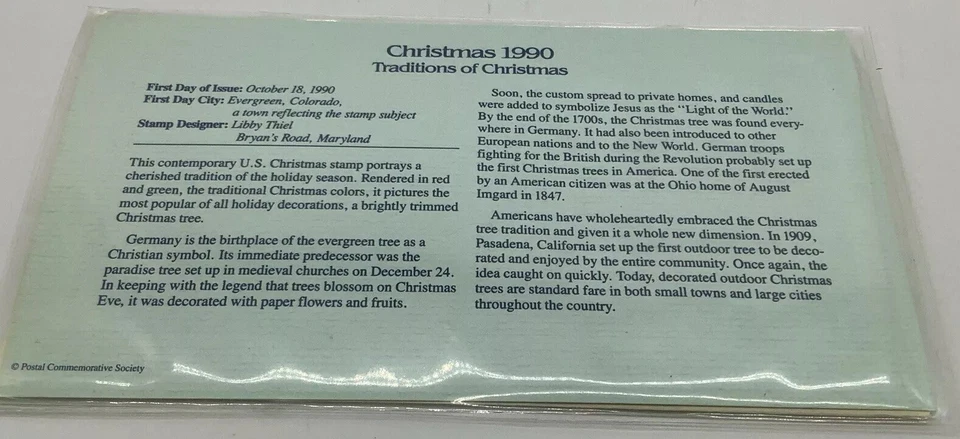 Christmas 1990
Traditions of Christmas
First Day of Issue: October 18, 1990
First Day City: Evergreen, Colorado,
a town reflecting the stamp subject
Stamp Designer: Libby Thiel
Bryan's Road, Maryland
This contemporary U.S. Christmas stamp portrays a
cherished tradition of the holiday season. Rendered in red
and green, the traditional Christmas colors, it pictures the
most popular of all holiday decorations, a brightly trimmed
Christmas tree.
Germany is the birthplace of the evergreen tree as a
Christian symbol. Its immediate predecessor was the
paradise tree set up in medieval churches on December 24.
In keeping with the legend that trees blossom on Christmas
Eve, it was decorated with paper flowers and fruits.
Soon, the custom spread to private homes, and candles
were added to symbolize Jesus as the "Light of the World."
By the end of the 1700s, the Christmas tree was found every-
where in Germany. It had also been introduced to other
European nations and to the New World. German troops
fighting for the British during the Revolution probably set up
the first Christmas trees in America. One of the first erected
by an American citizen was at the Ohio home of August
Imgard in 1847.
Americans have wholeheartedly embraced the Christmas
tree tradition and given it a whole new dimension. In 1909,
Pasadena, California set up the first outdoor tree to be deco-
rated and enjoyed by the entire community. Once again, the
idea caught on quickly. Today, decorated outdoor Christmas
trees are standard fare in both small towns and large cities
throughout the country.
© Postal Commemorative Society